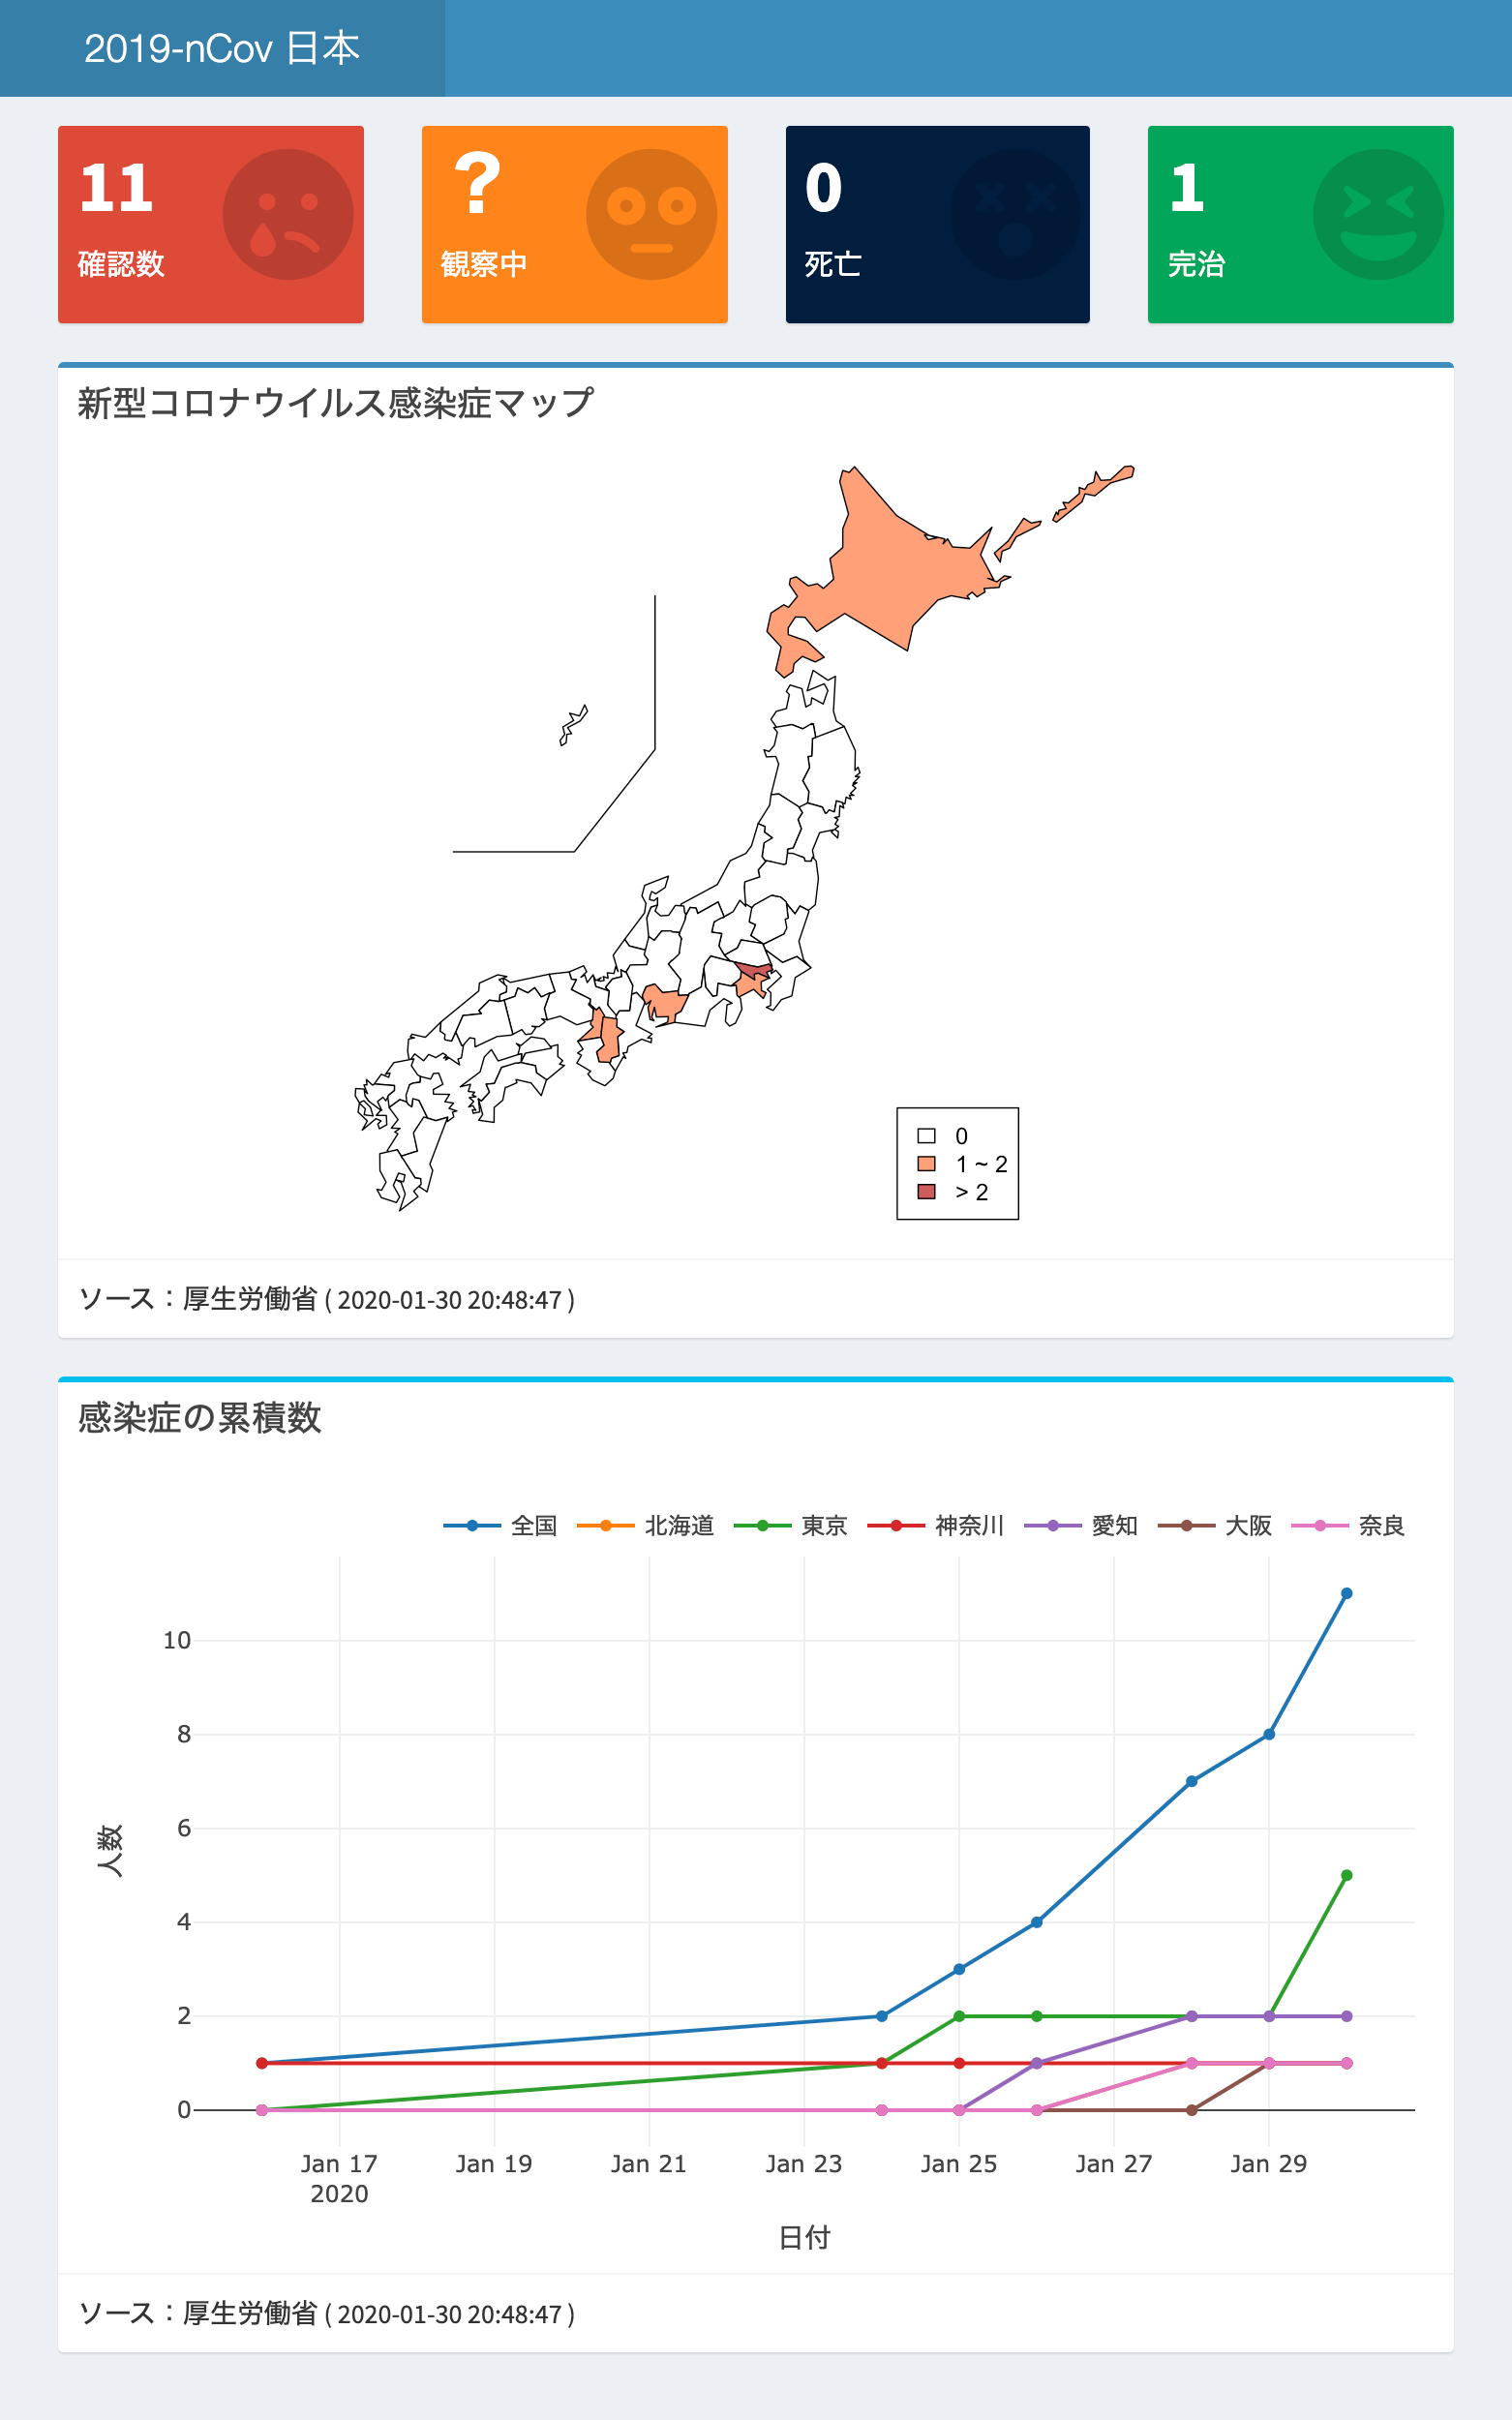 2019-nCov 日本
11
確認数
?
観察中
0
死亡
1
完治
新型コロナウイルス感染症マップ
0
1 ~ 2
> 2
ソース：厚生労働省 ( 2020-01-30 20:48:47 )
感染症の累積数
全国 北海道 東京 神奈川 愛知 大阪 奈良
10
8
6
4
2
0
人数
Jan 17 Jan 19 Jan 21 Jan 23 Jan 25 Jan 27 Jan 29
2020
日付
ソース：厚生労働省 ( 2020-01-30 20:48:47 )